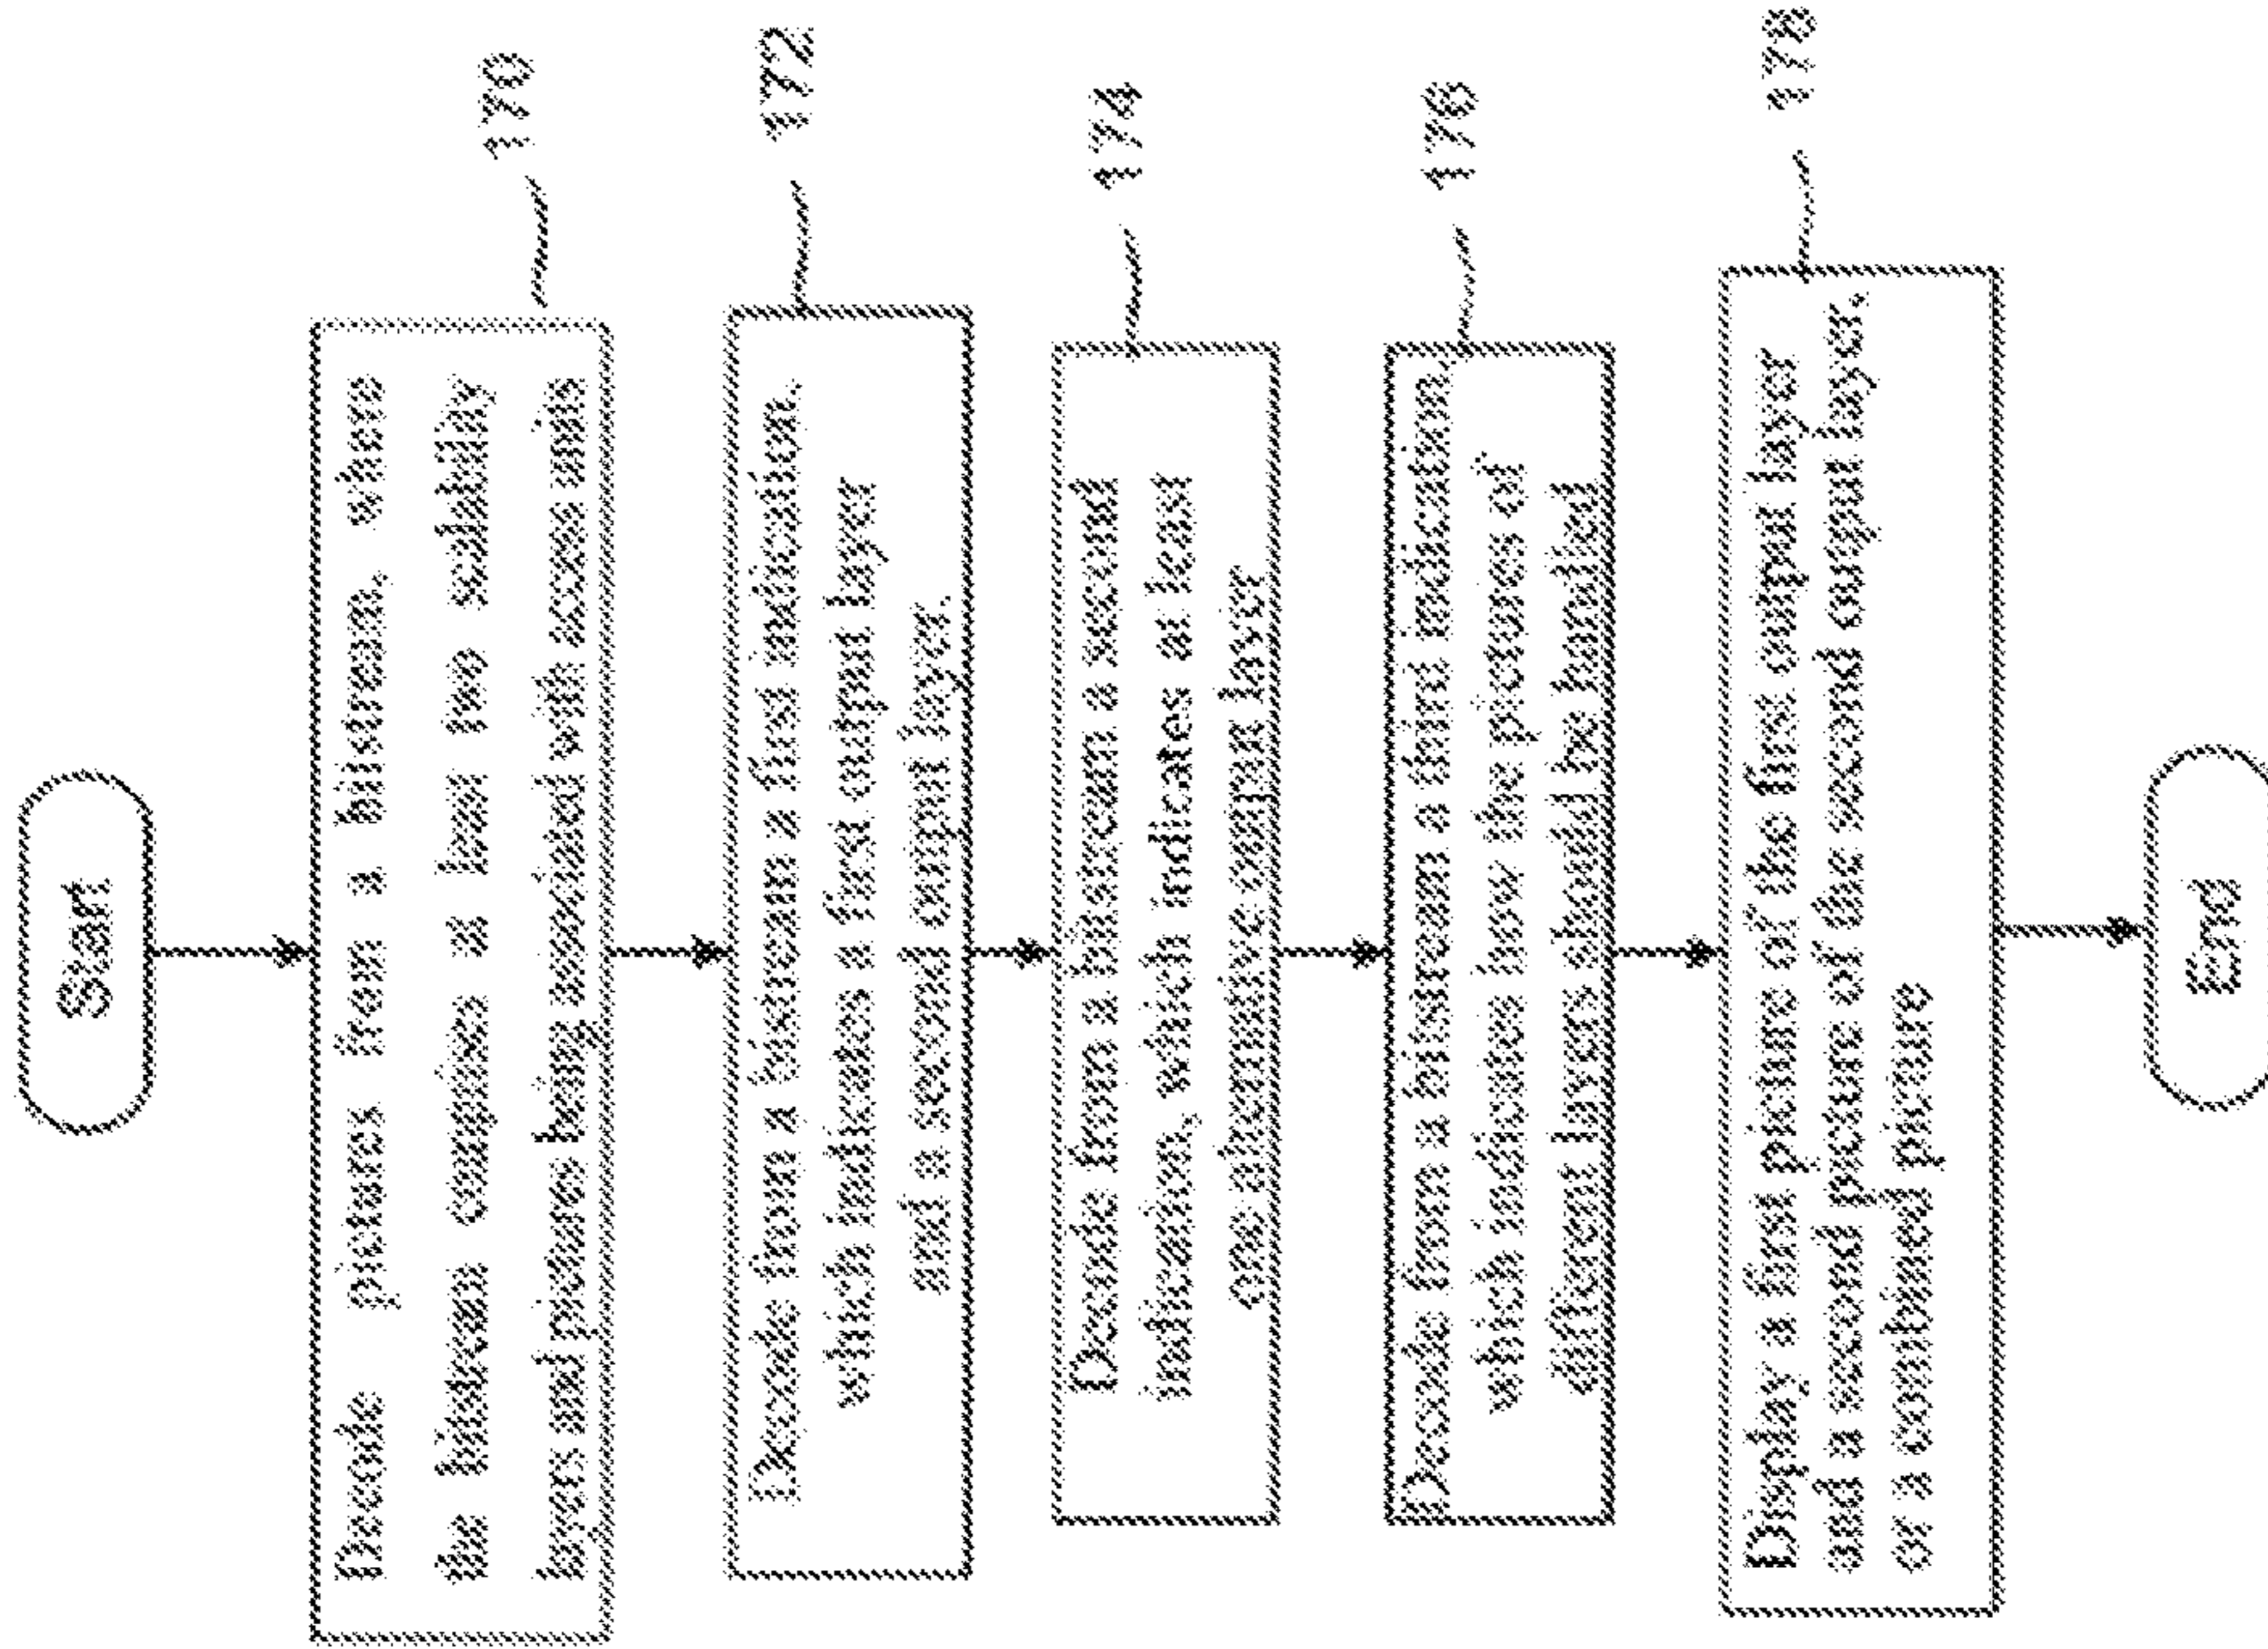 Start
Decode pictures from a bitstream, where
the bitstream comprises at least two scalability
layers and pictures being associated with access units
170
Decode from a bitstream a first indication,
which indicates a first output layer
and a second output layer.
172
Decode from a bitstream a second
indication, which indicates at least
one alternative output layer
174
Decode from a bitstream a third indication,
which indicates how the pictures of
different layers should be handled
176
Display a first picture of the first output layer
and a second picture of the second output layer,
or a combined picture
178
End